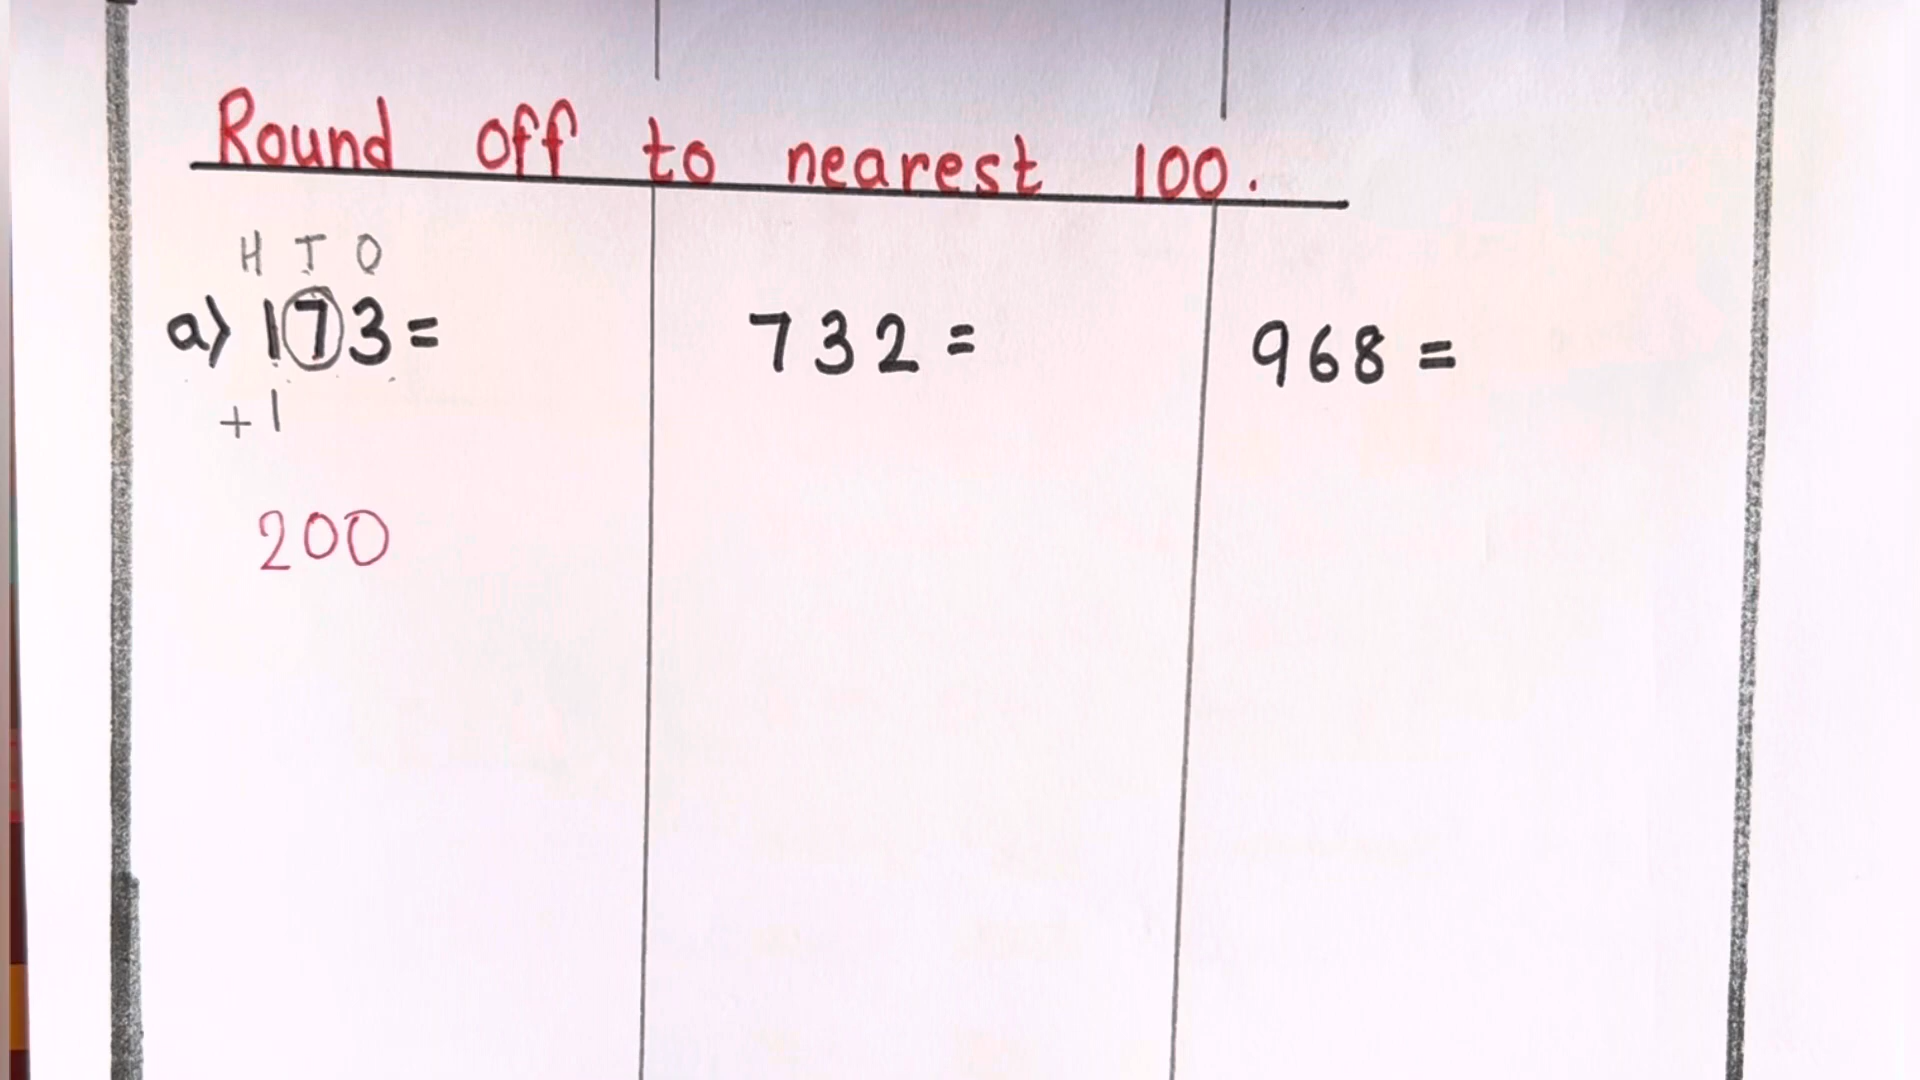 Round off to nearest 100.
H T O
a) 173 =
+1
200
732 =
968 =